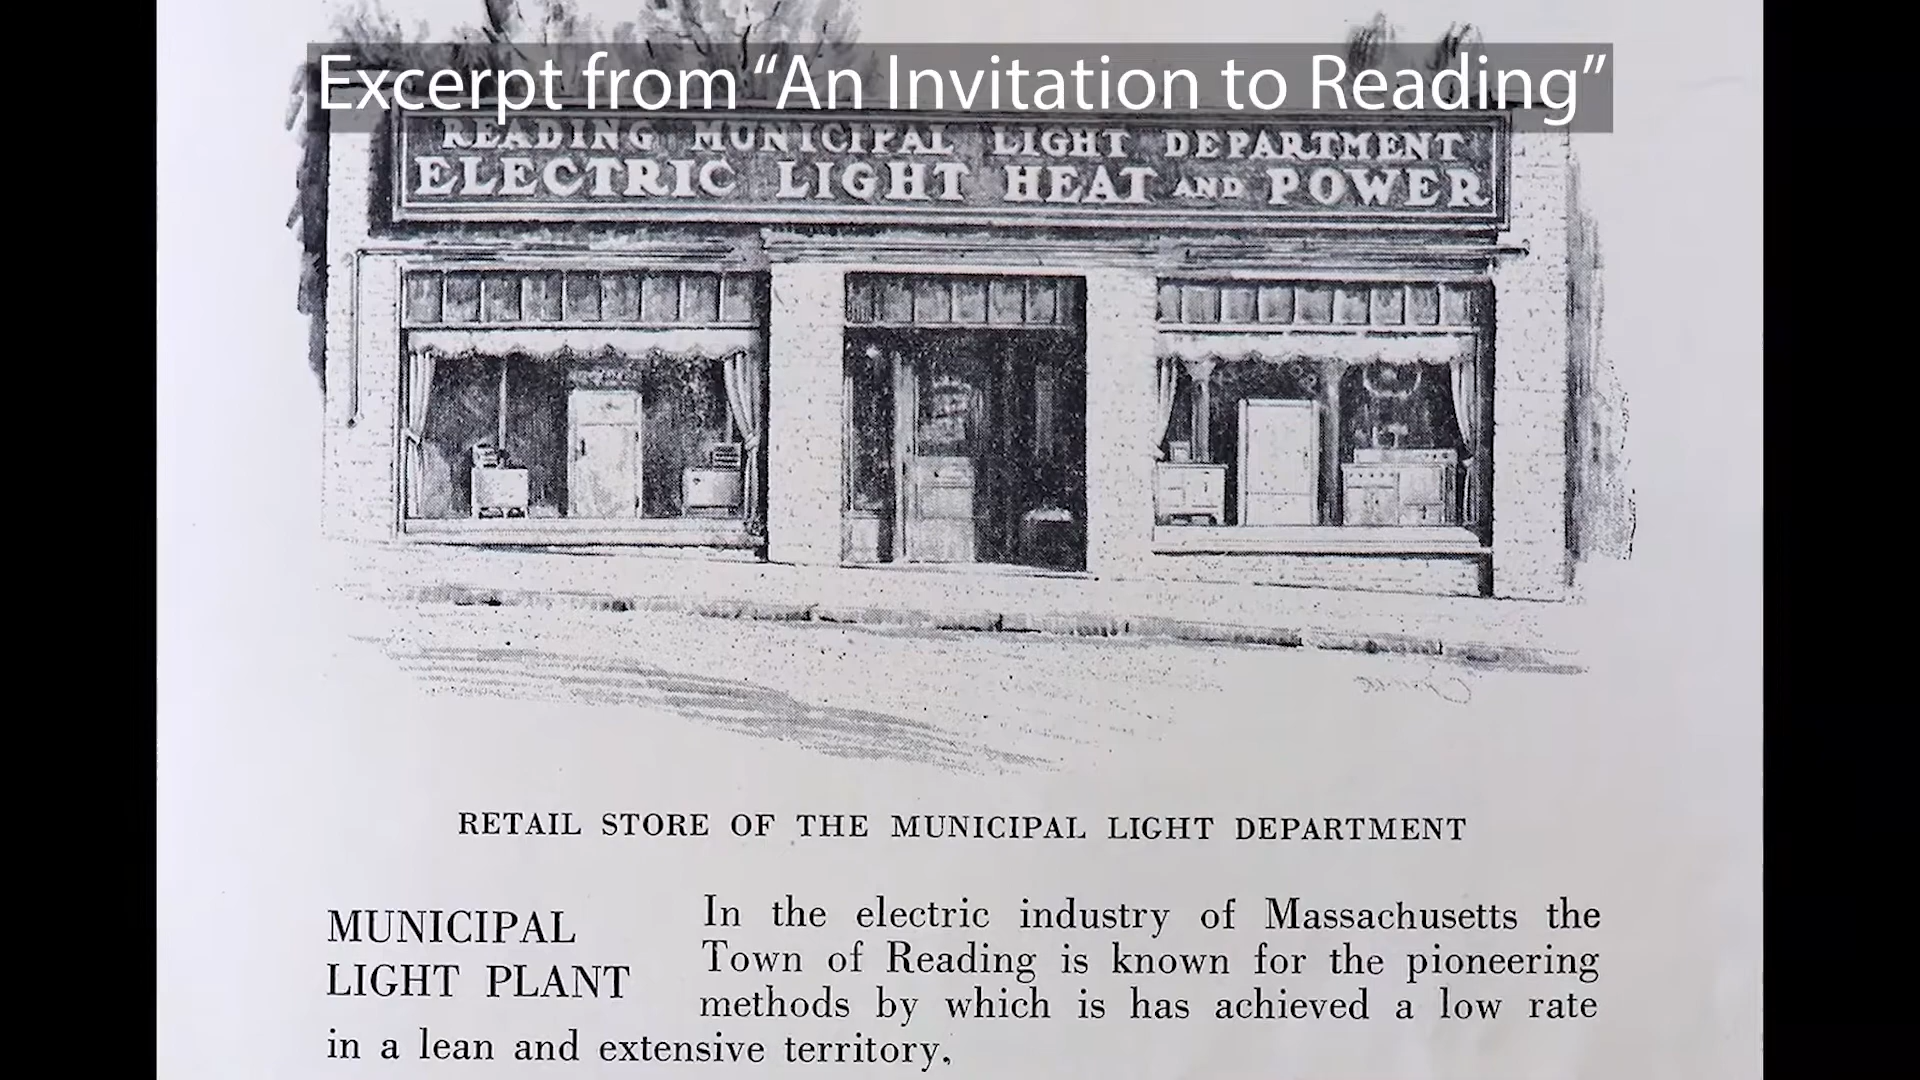 Excerpt from “An Invitation to Reading”
READING MUNICIPAL LIGHT DEPARTMENT
ELECTRIC LIGHT HEAT AND POWER
RETAIL STORE OF THE MUNICIPAL LIGHT DEPARTMENT
MUNICIPAL
LIGHT PLANT
In the electric industry of Massachusetts the
Town of Reading is known for the pioneering
methods by which is has achieved a low rate
in a lean and extensive territory.